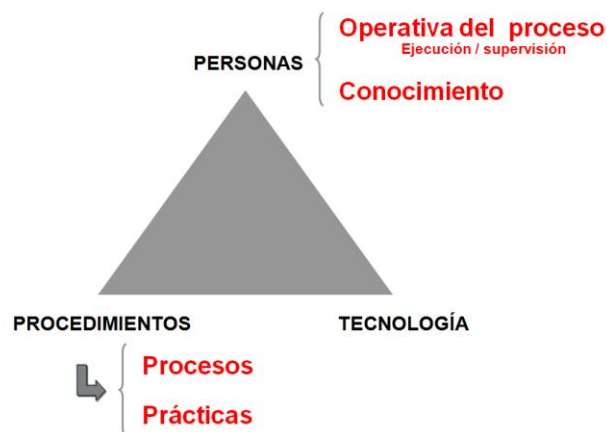 Operativa del proceso
Ejecución / supervisión
PERSONAS
Conocimiento
PROCEDIMIENTOS
TECNOLOGÍA
Procesos
Prácticas